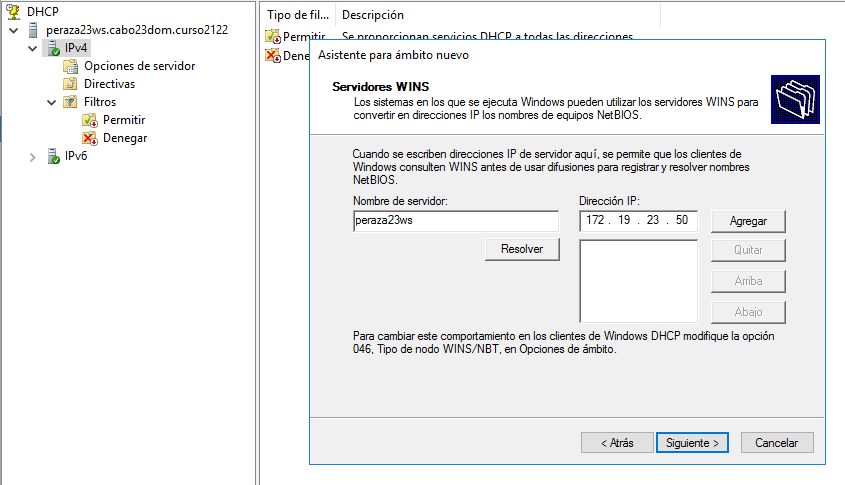 DHCP
peraza23ws.cabo23dom.curso2122
IPv4
Opciones de servidor
Directivas
Filtros
Permitir
Denegar
IPv6
Tipo de fil... Descripción
Permitir Se proporcionan servicios DHCP a todas las direcciones
Dene
Asistente para ámbito nuevo
Servidores WINS
Los sistemas en los que se ejecuta Windows pueden utilizar los servidores WINS para
convertir en direcciones IP los nombres de equipos NetBIOS.
Cuando se escriben direcciones IP de servidor aquí, se permite que los clientes de
Windows consulten WINS antes de usar difusiones para registrar y resolver nombres
NetBIOS.
Nombre de servidor: Dirección IP:
peraza23ws 172 . 19 . 23 . 50 Agregar
Resolver Quitar
Arriba
Abajo
Para cambiar este comportamiento en los clientes de Windows DHCP modifique la opción
046, Tipo de nodo WINS/NBT, en Opciones de ámbito.
< Atrás Siguiente > Cancelar